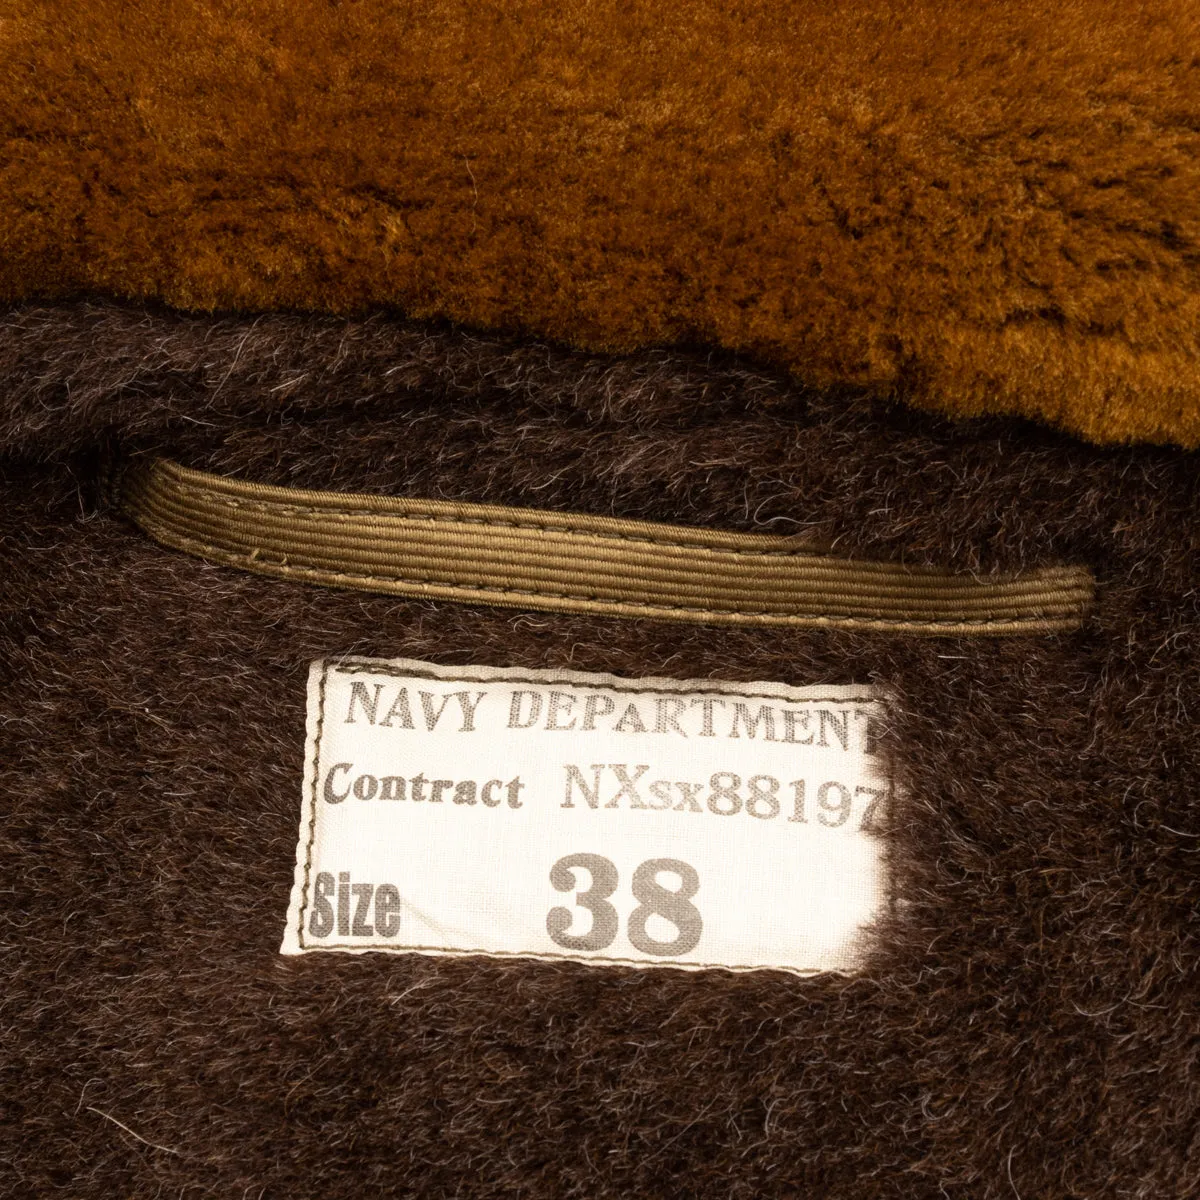 NAVY DEPARTMENT
Contract NXsx88197
Size 38